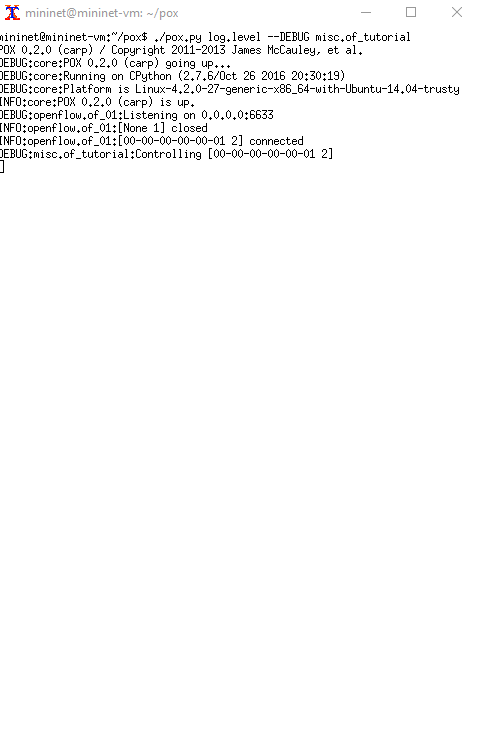 mininet@mininet-vm: ~/pox
mininet@mininet-vm:~/pox$ ./pox.py log.level --DEBUG misc.of_tutorial
POX 0.2.0 (carp) / Copyright 2011-2013 James McCauley, et al.
DEBUG:core:POX 0.2.0 (carp) going up...
DEBUG:core:Running on CPython (2.7.6/Oct 26 2016 20:30:19)
DEBUG:core:Platform is Linux-4.2.0-27-generic-x86_64-with-Ubuntu-14.04-trusty
INFO:core:POX 0.2.0 (carp) is up.
DEBUG:openflow.of_01:Listening on 0.0.0.0:6633
INFO:openflow.of_01:[None 1] closed
INFO:openflow.of_01:[00-00-00-00-00-01 2] connected
DEBUG:misc.of_tutorial:Controlling [00-00-00-00-00-01 2]